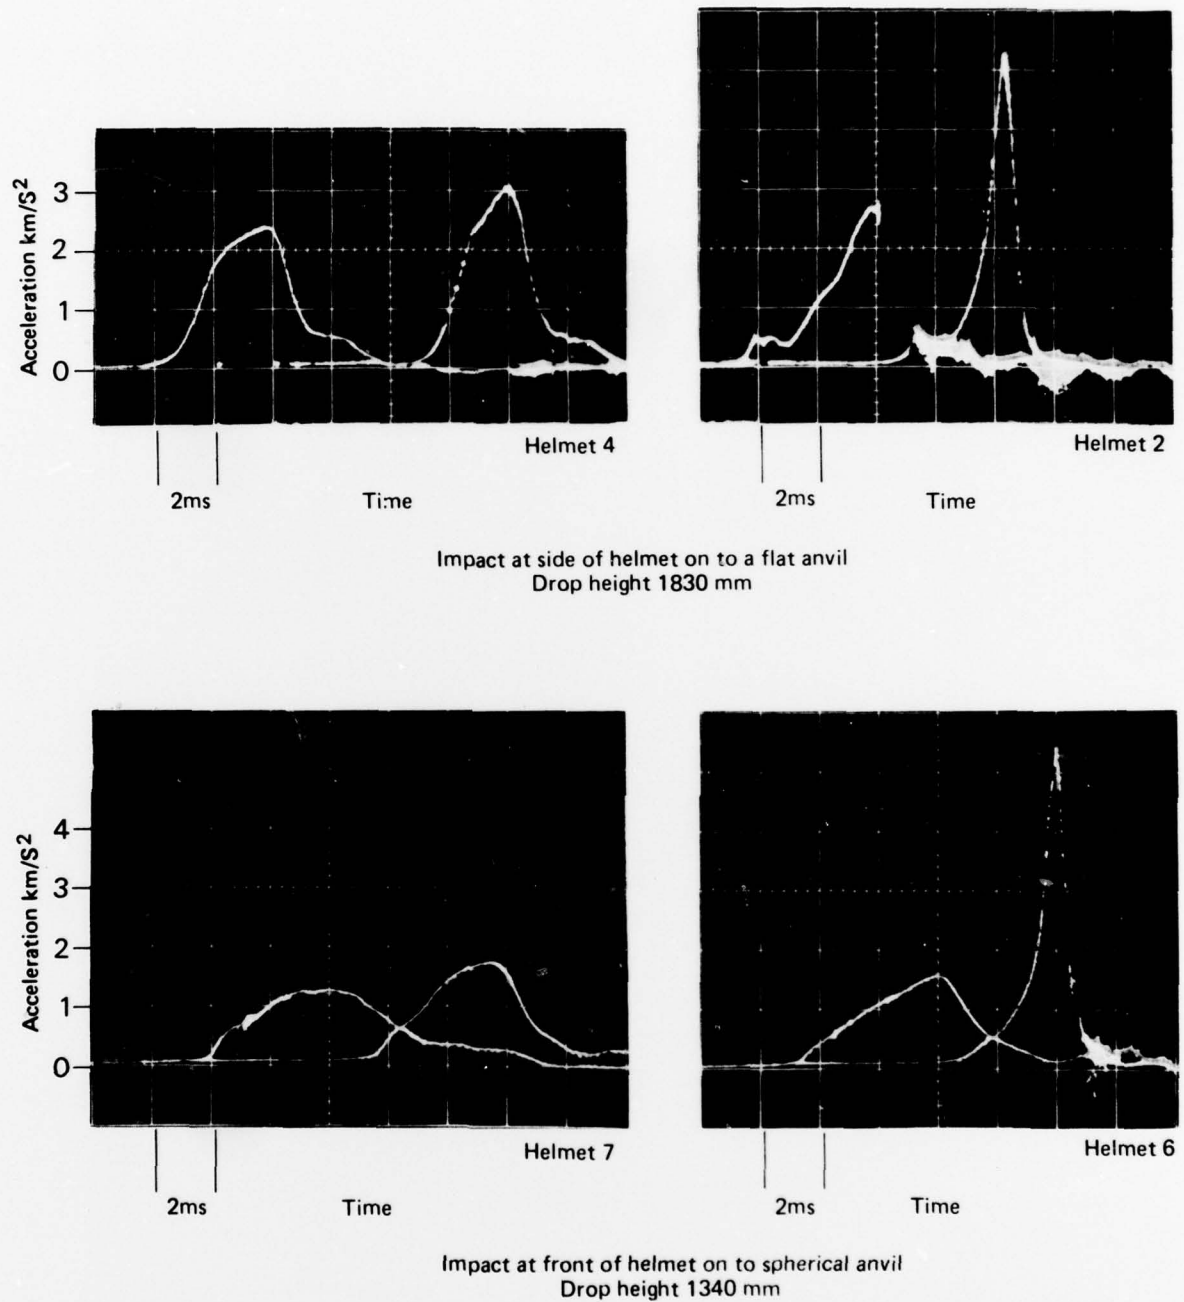 Acceleration km/S²
3
2
1
0
Helmet 4
2ms
Time
Helmet 2
2ms
Time
Impact at side of helmet on to a flat anvil
Drop height 1830 mm
Acceleration km/S²
4
3
2
1
0
Helmet 7
2ms
Time
Helmet 6
2ms
Time
Impact at front of helmet on to spherical anvil
Drop height 1340 mm